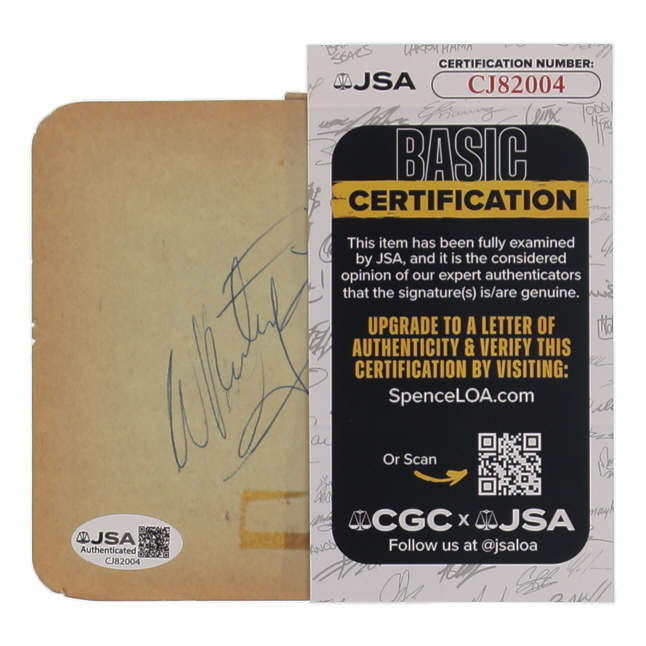 JSA
CERTIFICATION NUMBER:
CJ82004
BASIC
CERTIFICATION
This item has been fully examined
by JSA, and it is the considered
opinion of our expert authenticators
that the signature(s) is/are genuine.
UPGRADE TO A LETTER OF
AUTHENTICITY & VERIFY THIS
CERTIFICATION BY VISITING:
SpenceLOA.com
Or Scan
CGC x JSA
Follow us at @jsaloa
JSA
Authenticated
CJ82004